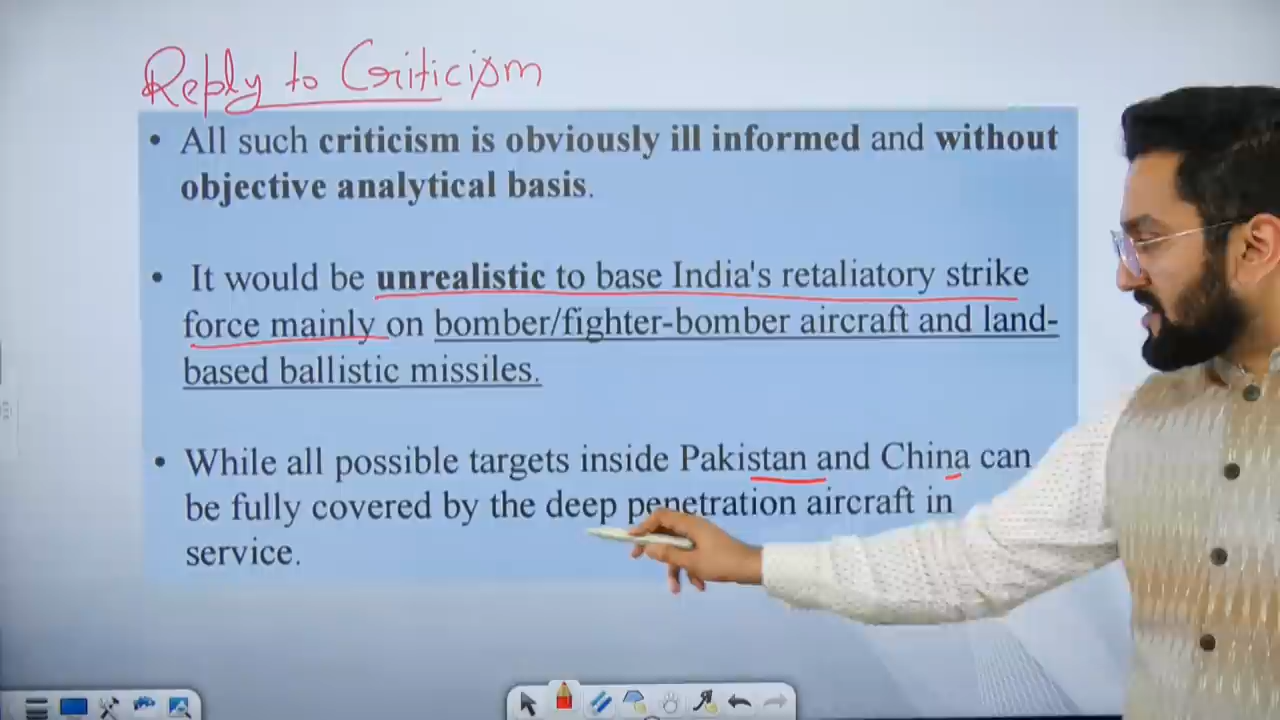 Reply to Criticism
• All such criticism is obviously ill informed and without
objective analytical basis.
• It would be unrealistic to base India's retaliatory strike
force mainly on bomber/fighter-bomber aircraft and land-
based ballistic missiles.
• While all possible targets inside Pakistan and China can
be fully covered by the deep penetration aircraft in
service.